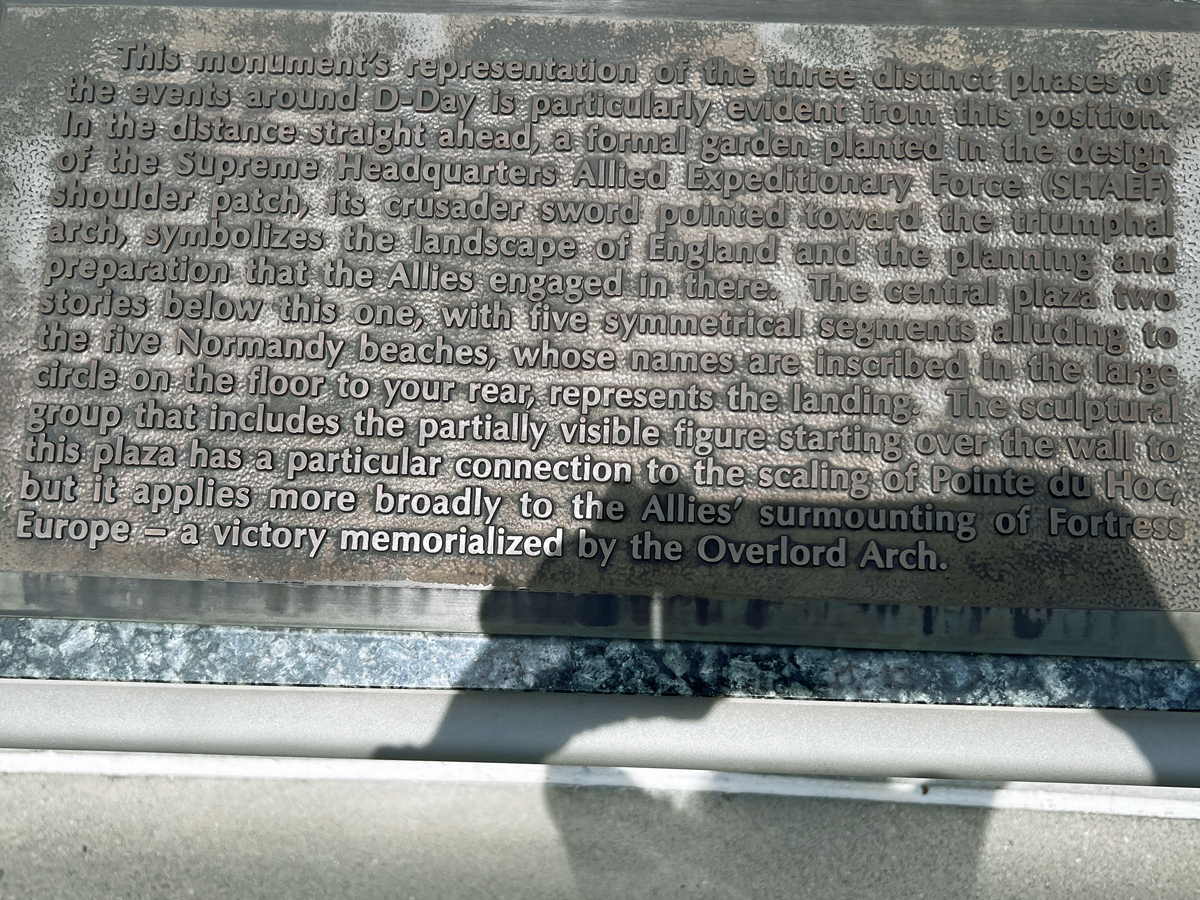 This monument's representation of the three distinct phases of
the events around D-Day is particularly evident from this position.
In the distance straight ahead, a formal garden planted in the design
of the Supreme Headquarters Allied Expeditionary Force (SHAEF)
shoulder patch, its crusader sword pointed toward the triumphal
arch, symbolizes the landscape of England and the planning and
preparation that the Allies engaged in there. The central plaza two
stories below this one, with five symmetrical segments alluding to
the five Normandy beaches, whose names are inscribed in the large
circle on the floor to your rear, represents the landing. The sculptural
group that includes the partially visible figure starting over the wall to
this plaza has a particular connection to the scaling of Pointe du Hoc,
but it applies more broadly to the Allies' surmounting of Fortress
Europe – a victory memorialized by the Overlord Arch.